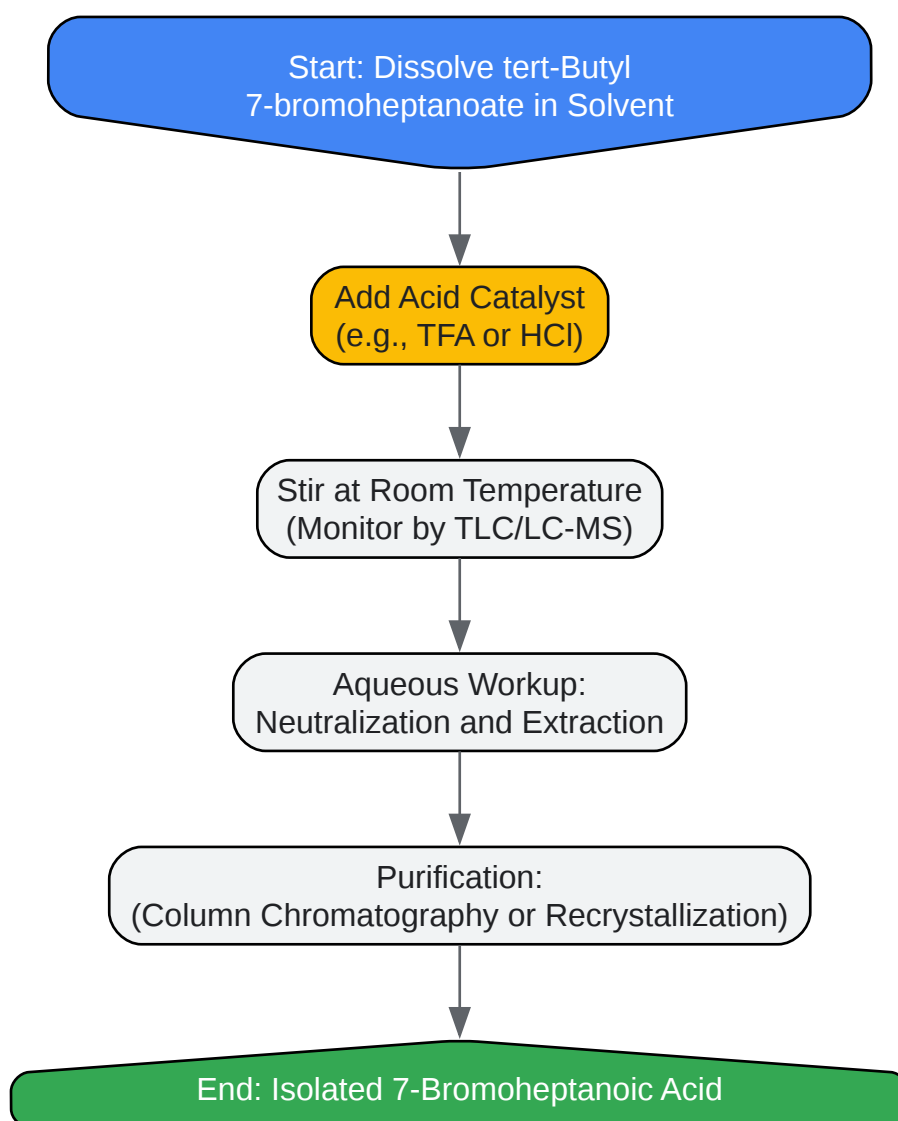 Start: Dissolve tert-Butyl
7-bromoheptanoate in Solvent
Add Acid Catalyst
(e.g., TFA or HCl)
Stir at Room Temperature
(Monitor by TLC/LC-MS)
Aqueous Workup:
Neutralization and Extraction
Purification:
(Column Chromatography or Recrystallization)
End: Isolated 7-Bromoheptanoic Acid